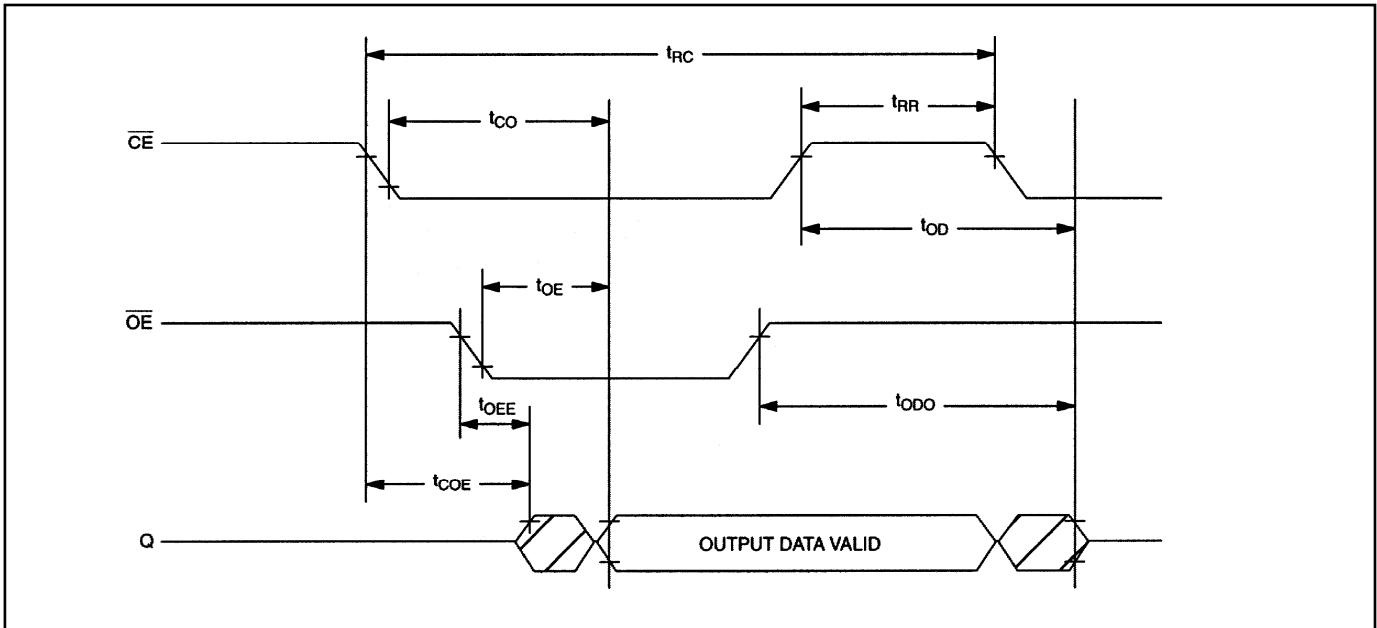 tRC
tRR
tCO
CE
tOD
tOE
OE
tODO
tOEE
tCOE
Q
OUTPUT DATA VALID